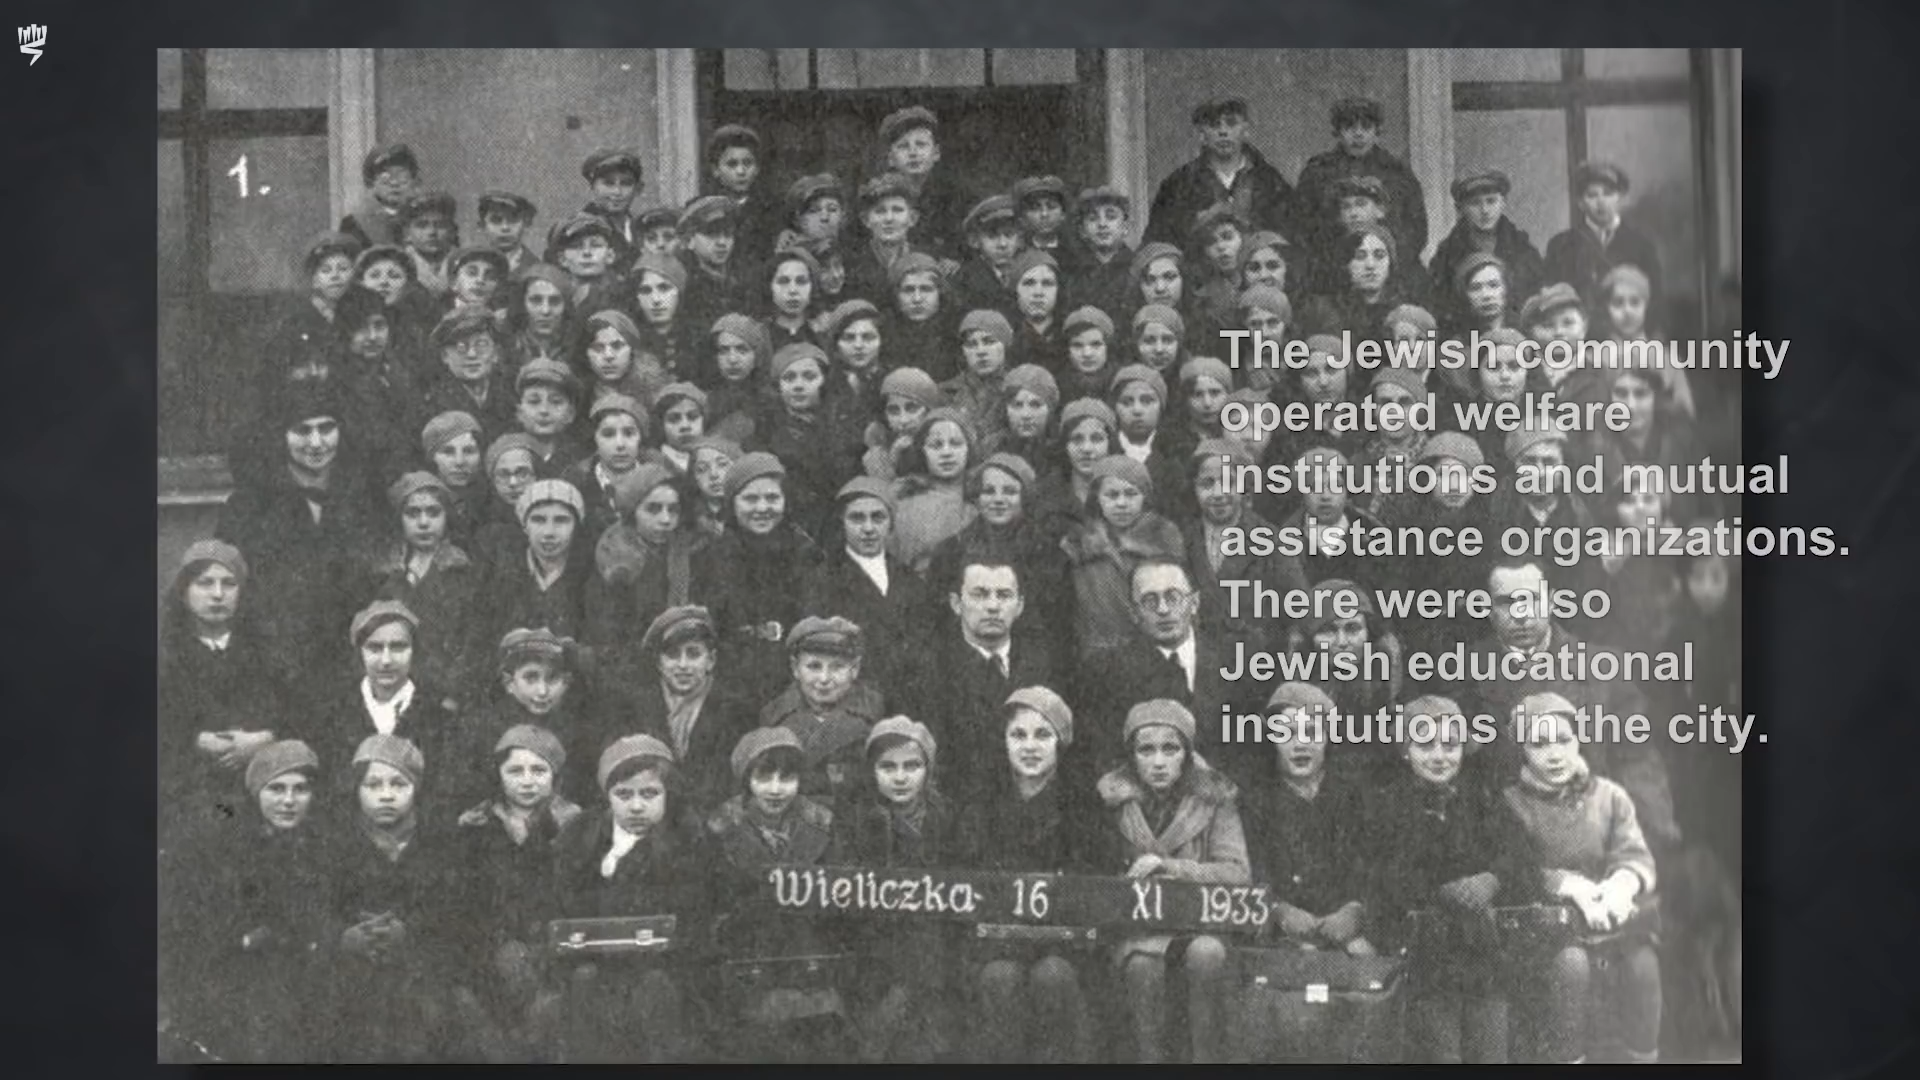 1.
The Jewish community
operated welfare
institutions and mutual
assistance organizations.
There were also
Jewish educational
institutions in the city.
Wieliczka 16 XI 1933